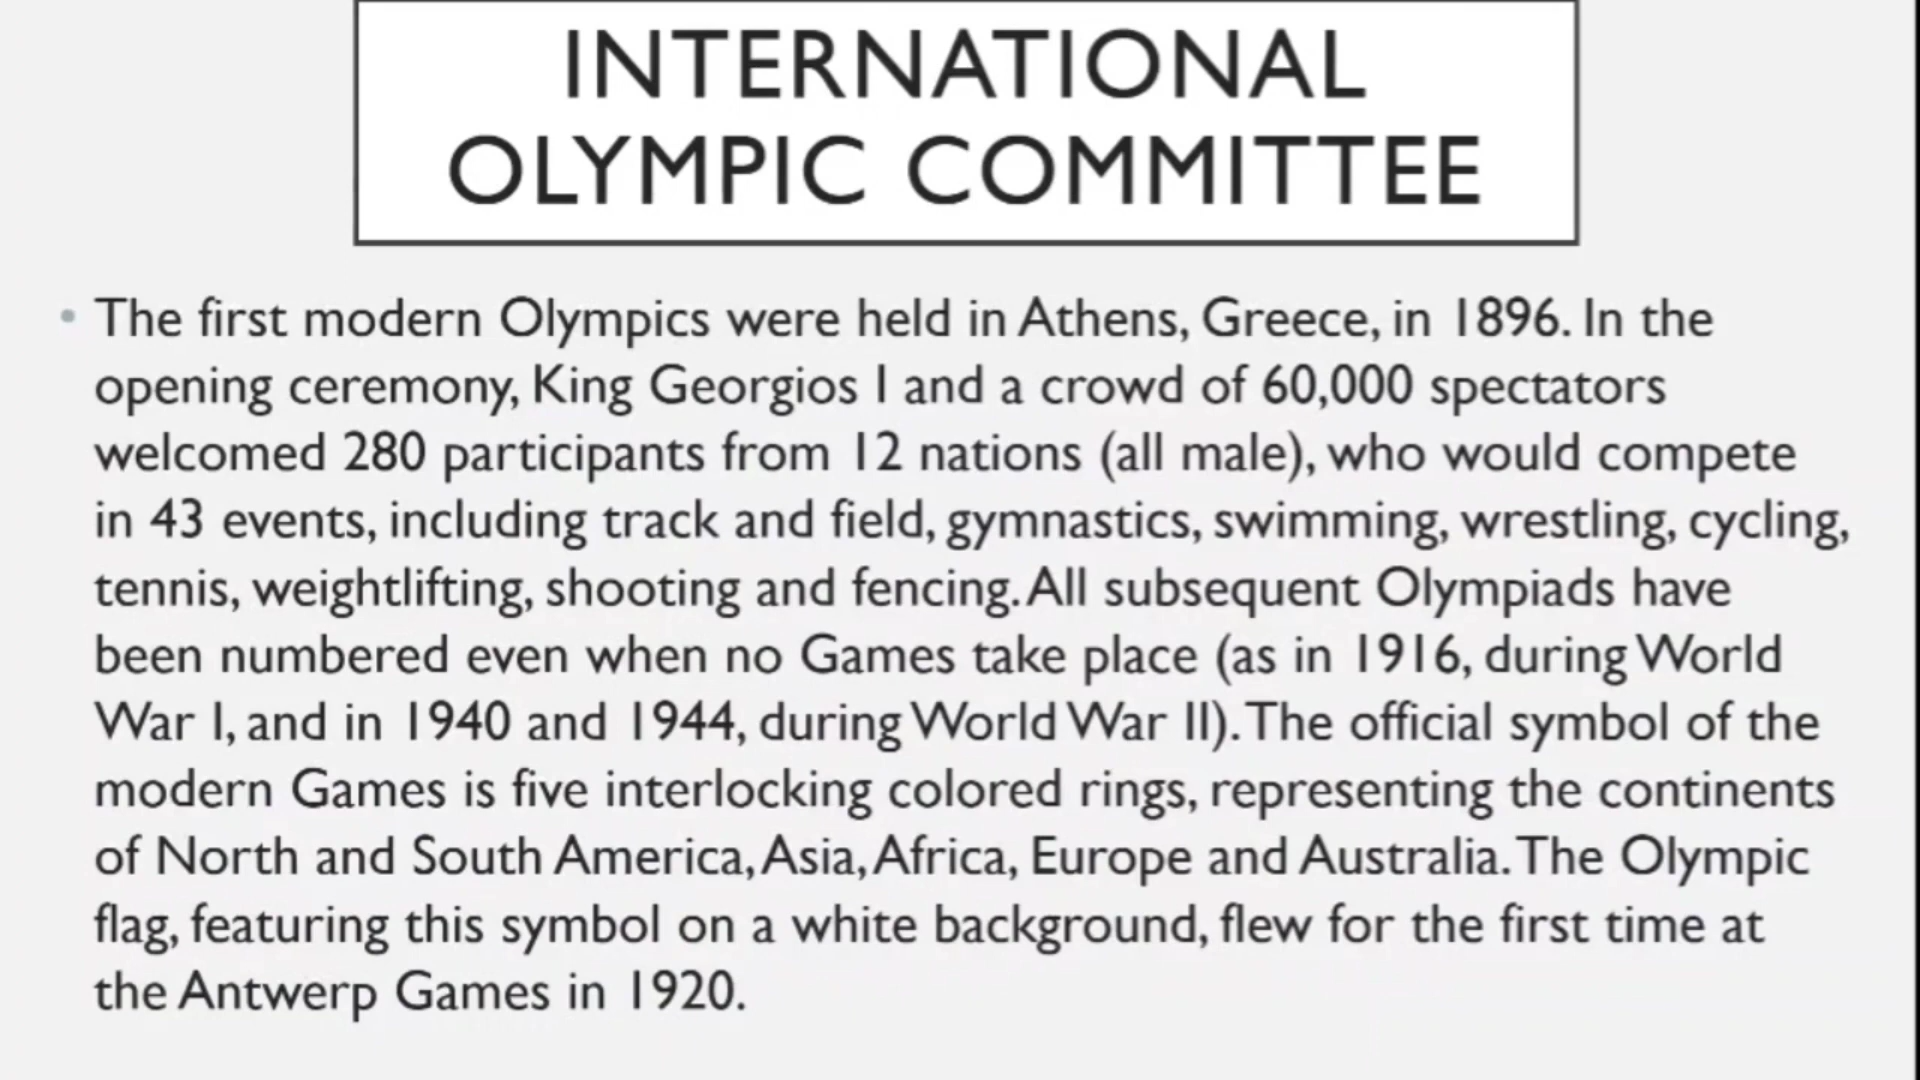 INTERNATIONAL
OLYMPIC COMMITTEE
• The first modern Olympics were held in Athens, Greece, in 1896. In the
opening ceremony, King Georgios I and a crowd of 60,000 spectators
welcomed 280 participants from 12 nations (all male), who would compete
in 43 events, including track and field, gymnastics, swimming, wrestling, cycling,
tennis, weightlifting, shooting and fencing. All subsequent Olympiads have
been numbered even when no Games take place (as in 1916, during World
War I, and in 1940 and 1944, during World War II). The official symbol of the
modern Games is five interlocking colored rings, representing the continents
of North and South America, Asia, Africa, Europe and Australia. The Olympic
flag, featuring this symbol on a white background, flew for the first time at
the Antwerp Games in 1920.